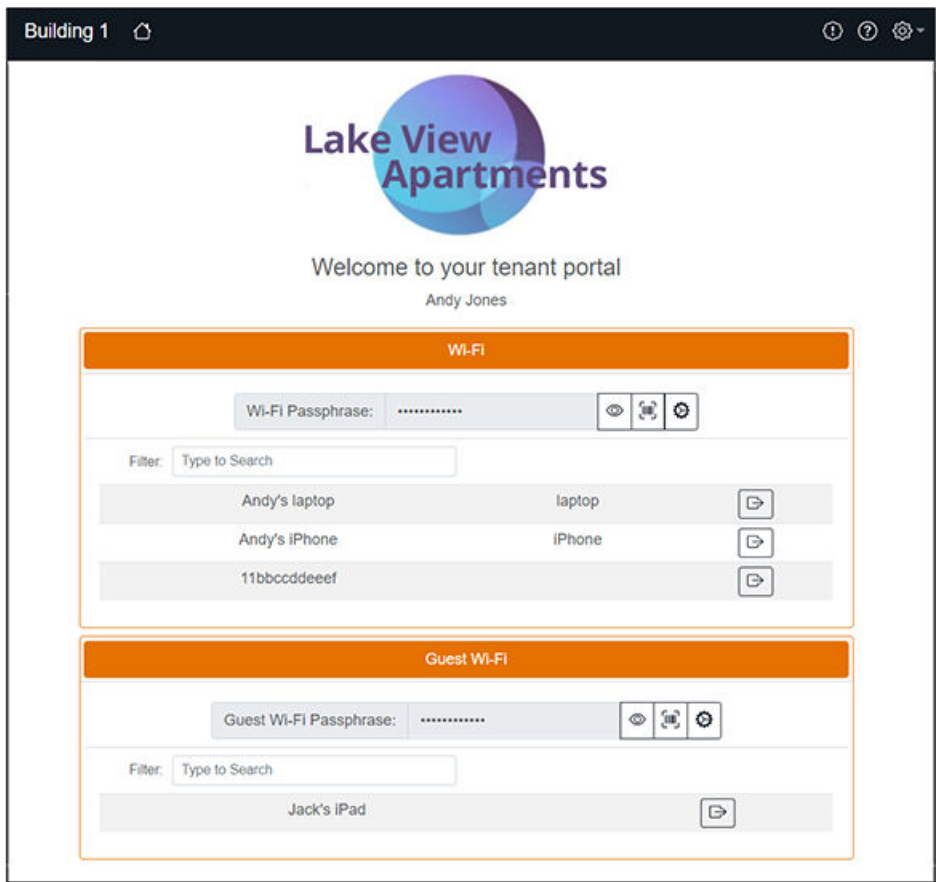 Building 1
Lake View
Apartments
Welcome to your tenant portal
Andy Jones
Wi-Fi
Wi-Fi Passphrase: ••••••••••••
Filter: Type to Search
Andy's laptop laptop
Andy's iPhone iPhone
11bbccddeeef
Guest Wi-Fi
Guest Wi-Fi Passphrase: ••••••••••••
Filter: Type to Search
Jack's iPad